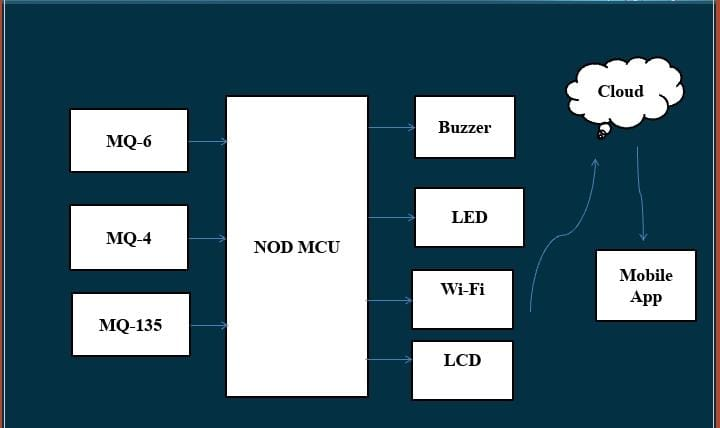 MQ-6
MQ-4
MQ-135
NOD MCU
Buzzer
LED
Wi-Fi
LCD
Cloud
Mobile
App